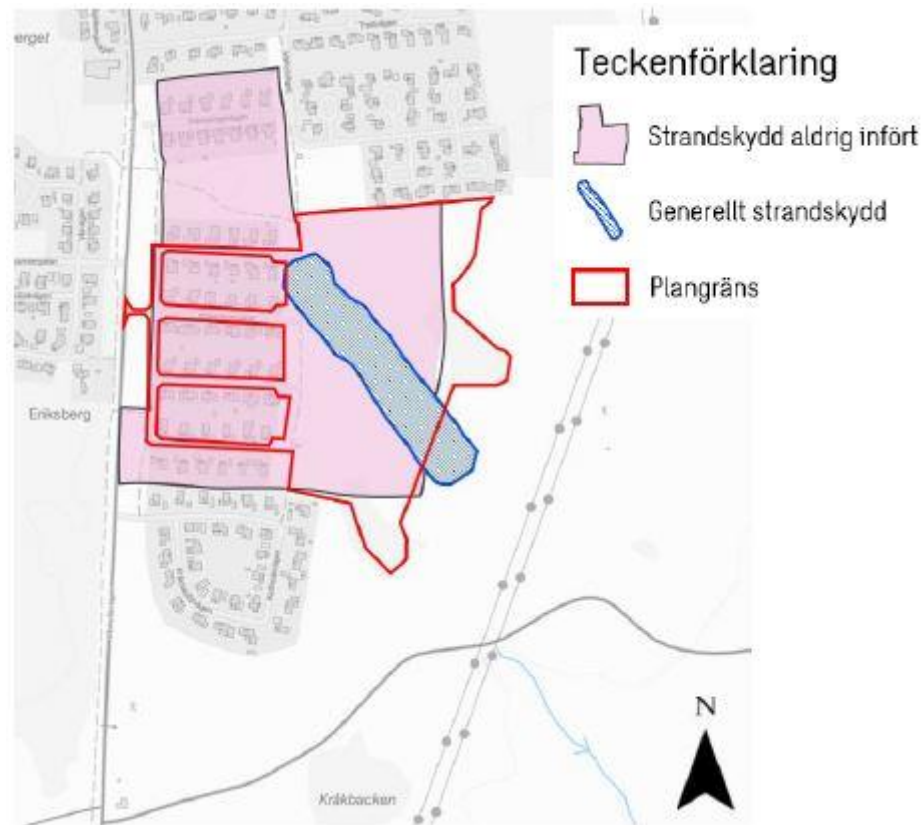 Teckenförklaring
Strandskydd aldrig infört
Generellt strandskydd
Plangräns
Eriksberg
N
Kråkbacken